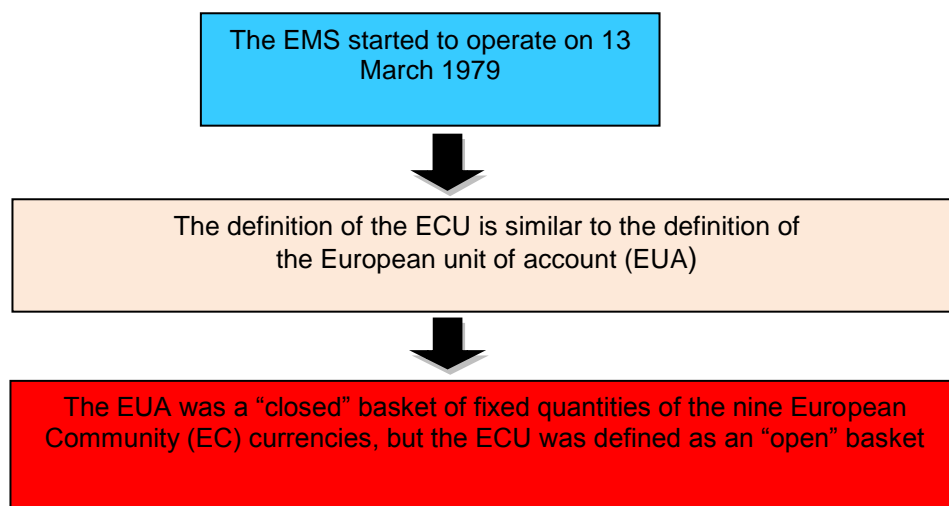 The EMS started to operate on 13
March 1979
The definition of the ECU is similar to the definition of
the European unit of account (EUA)
The EUA was a “closed” basket of fixed quantities of the nine European
Community (EC) currencies, but the ECU was defined as an “open” basket